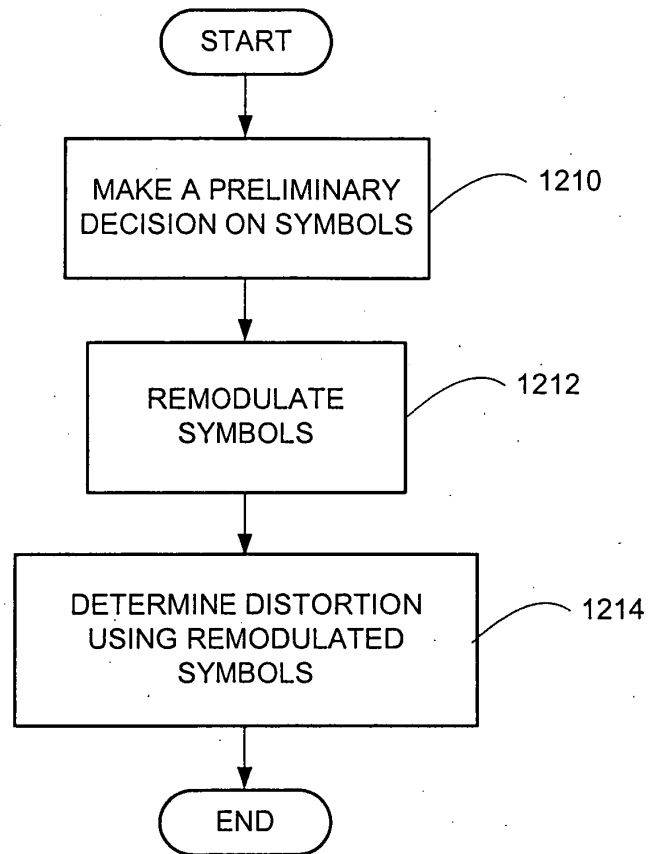 START
MAKE A PRELIMINARY
DECISION ON SYMBOLS
1210
REMODULATE
SYMBOLS
1212
DETERMINE DISTORTION
USING REMODULATED
SYMBOLS
1214
END